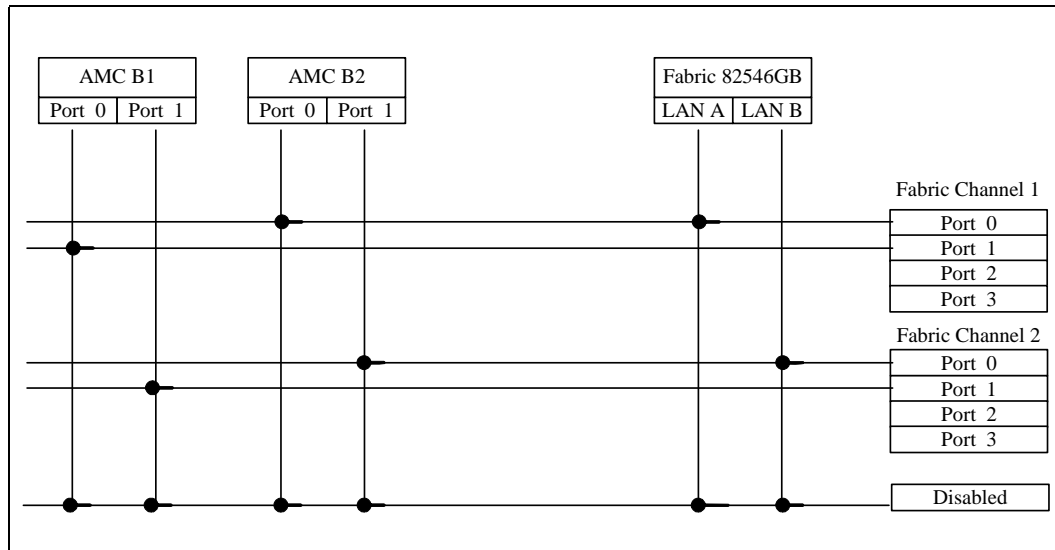 AMC B1
Port 0 Port 1
AMC B2
Port 0 Port 1
Fabric 82546GB
LAN A LAN B
Fabric Channel 1
Port 0
Port 1
Port 2
Port 3
Fabric Channel 2
Port 0
Port 1
Port 2
Port 3
Disabled